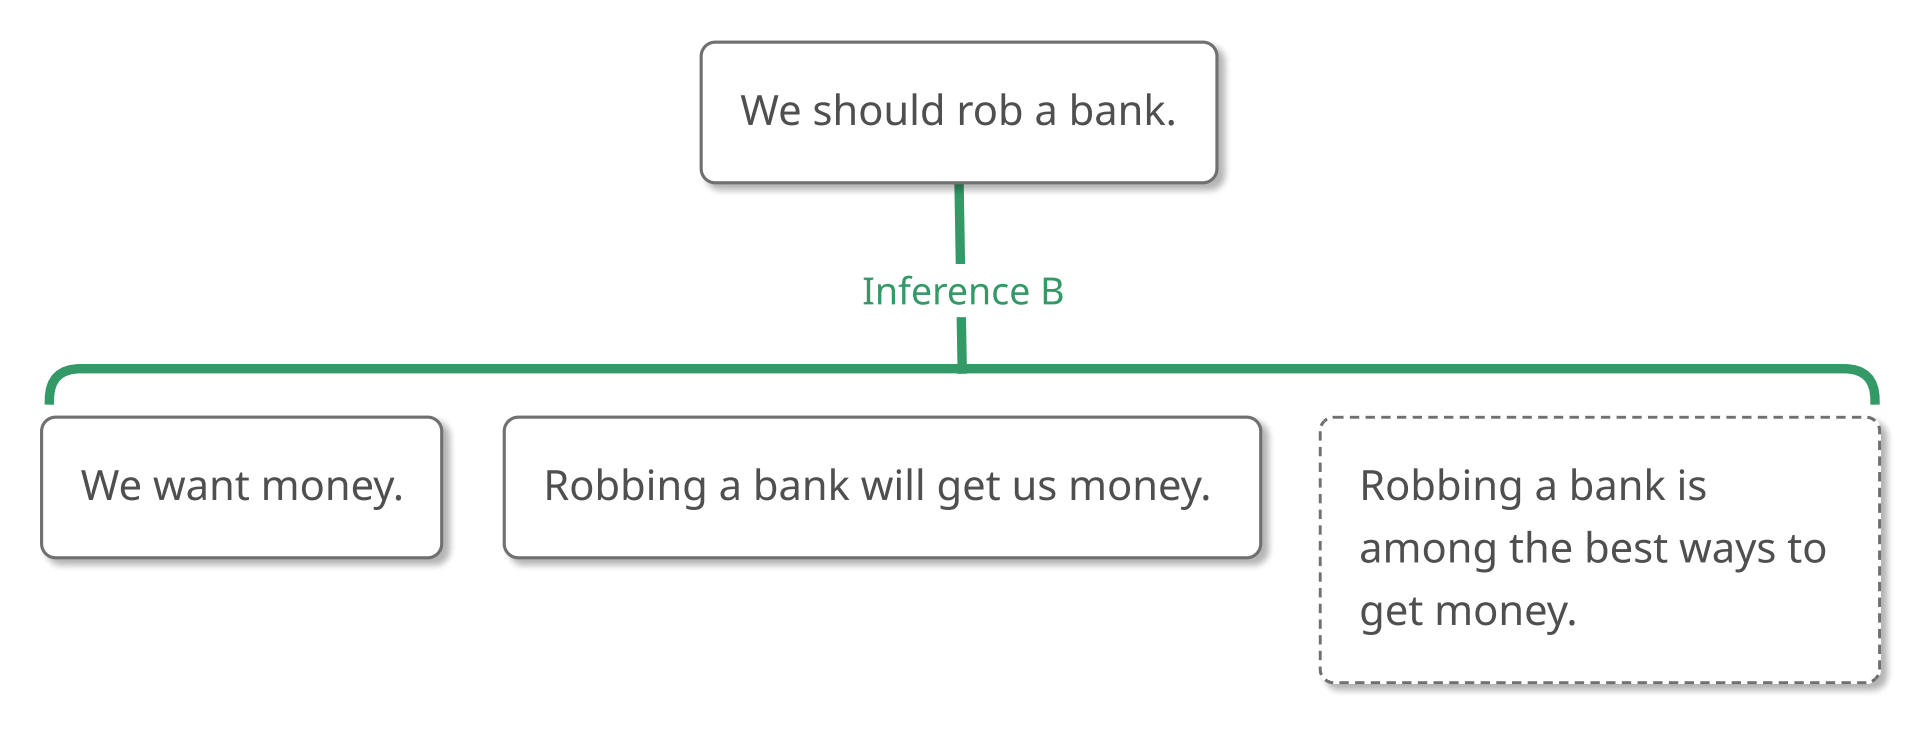 We should rob a bank.
Inference B
We want money.
Robbing a bank will get us money.
Robbing a bank is
among the best ways to
get money.